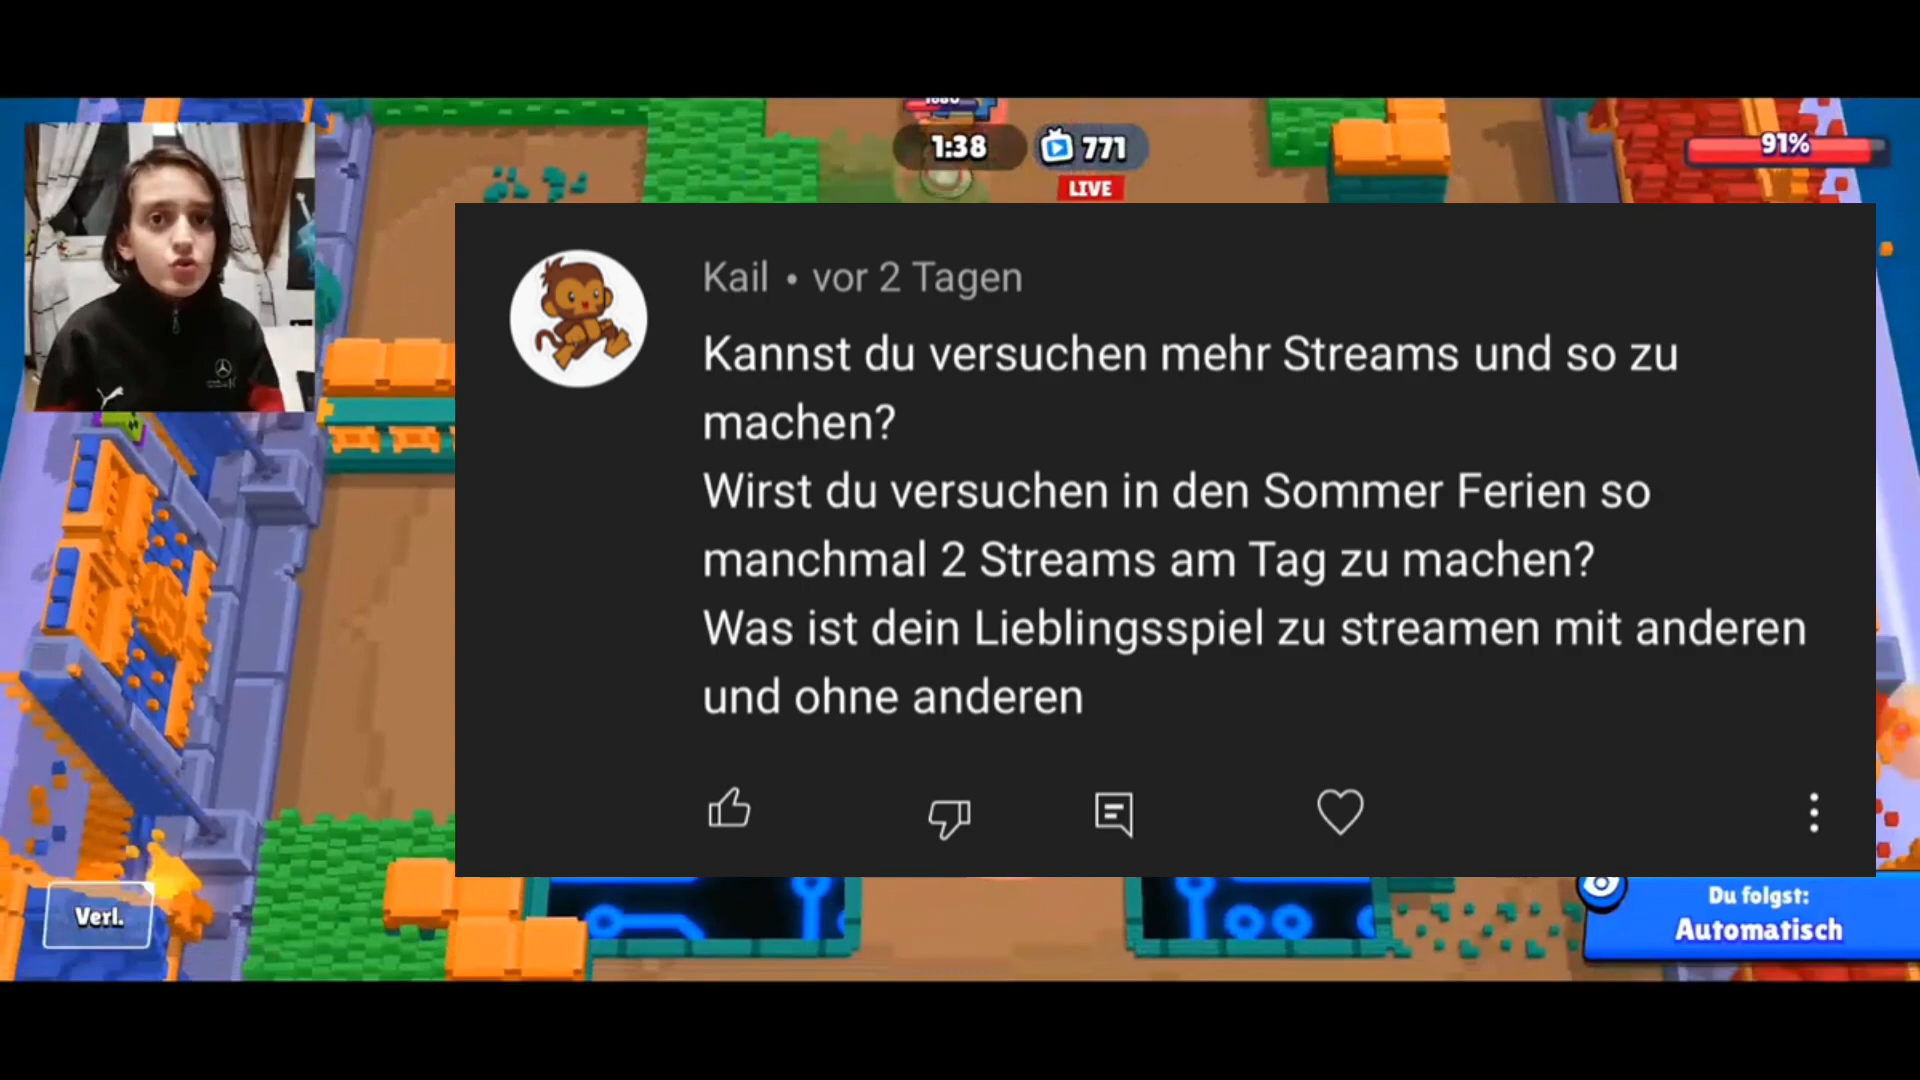 1:38
771
LIVE
91%
Kail • vor 2 Tagen
Kannst du versuchen mehr Streams und so zu
machen?
Wirst du versuchen in den Sommer Ferien so
manchmal 2 Streams am Tag zu machen?
Was ist dein Lieblingsspiel zu streamen mit anderen
und ohne anderen
Verl.
Du folgst:
Automatisch